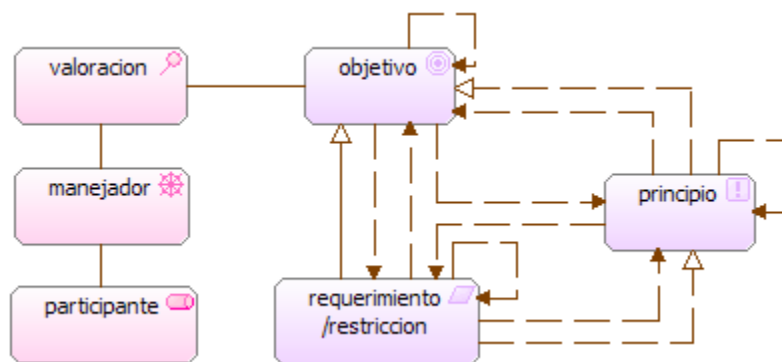 valoracion
objetivo
manejador
principio
participante
requerimiento
/restriccion